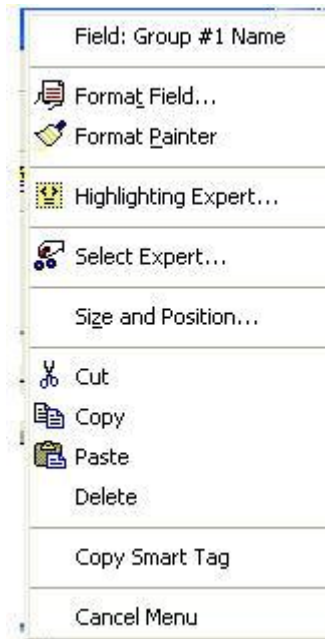 Field: Group #1 Name
Format Field...
Format Painter
Highlighting Expert...
Select Expert...
Size and Position...
Cut
Copy
Paste
Delete
Copy Smart Tag
Cancel Menu